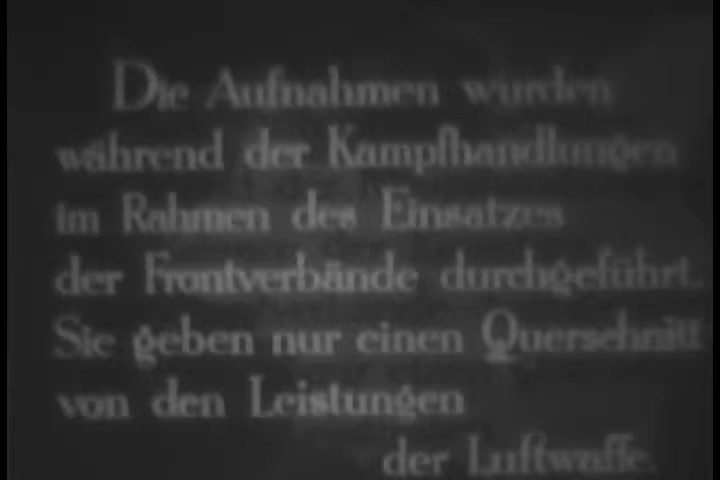 Die Aufnahmen wurden
während der Kampfhandlungen
im Rahmen des Einsatzes
der Frontverbände durchgeführt.
Sie geben nur einen Querschnitt
von den Leistungen
der Luftwaffe.